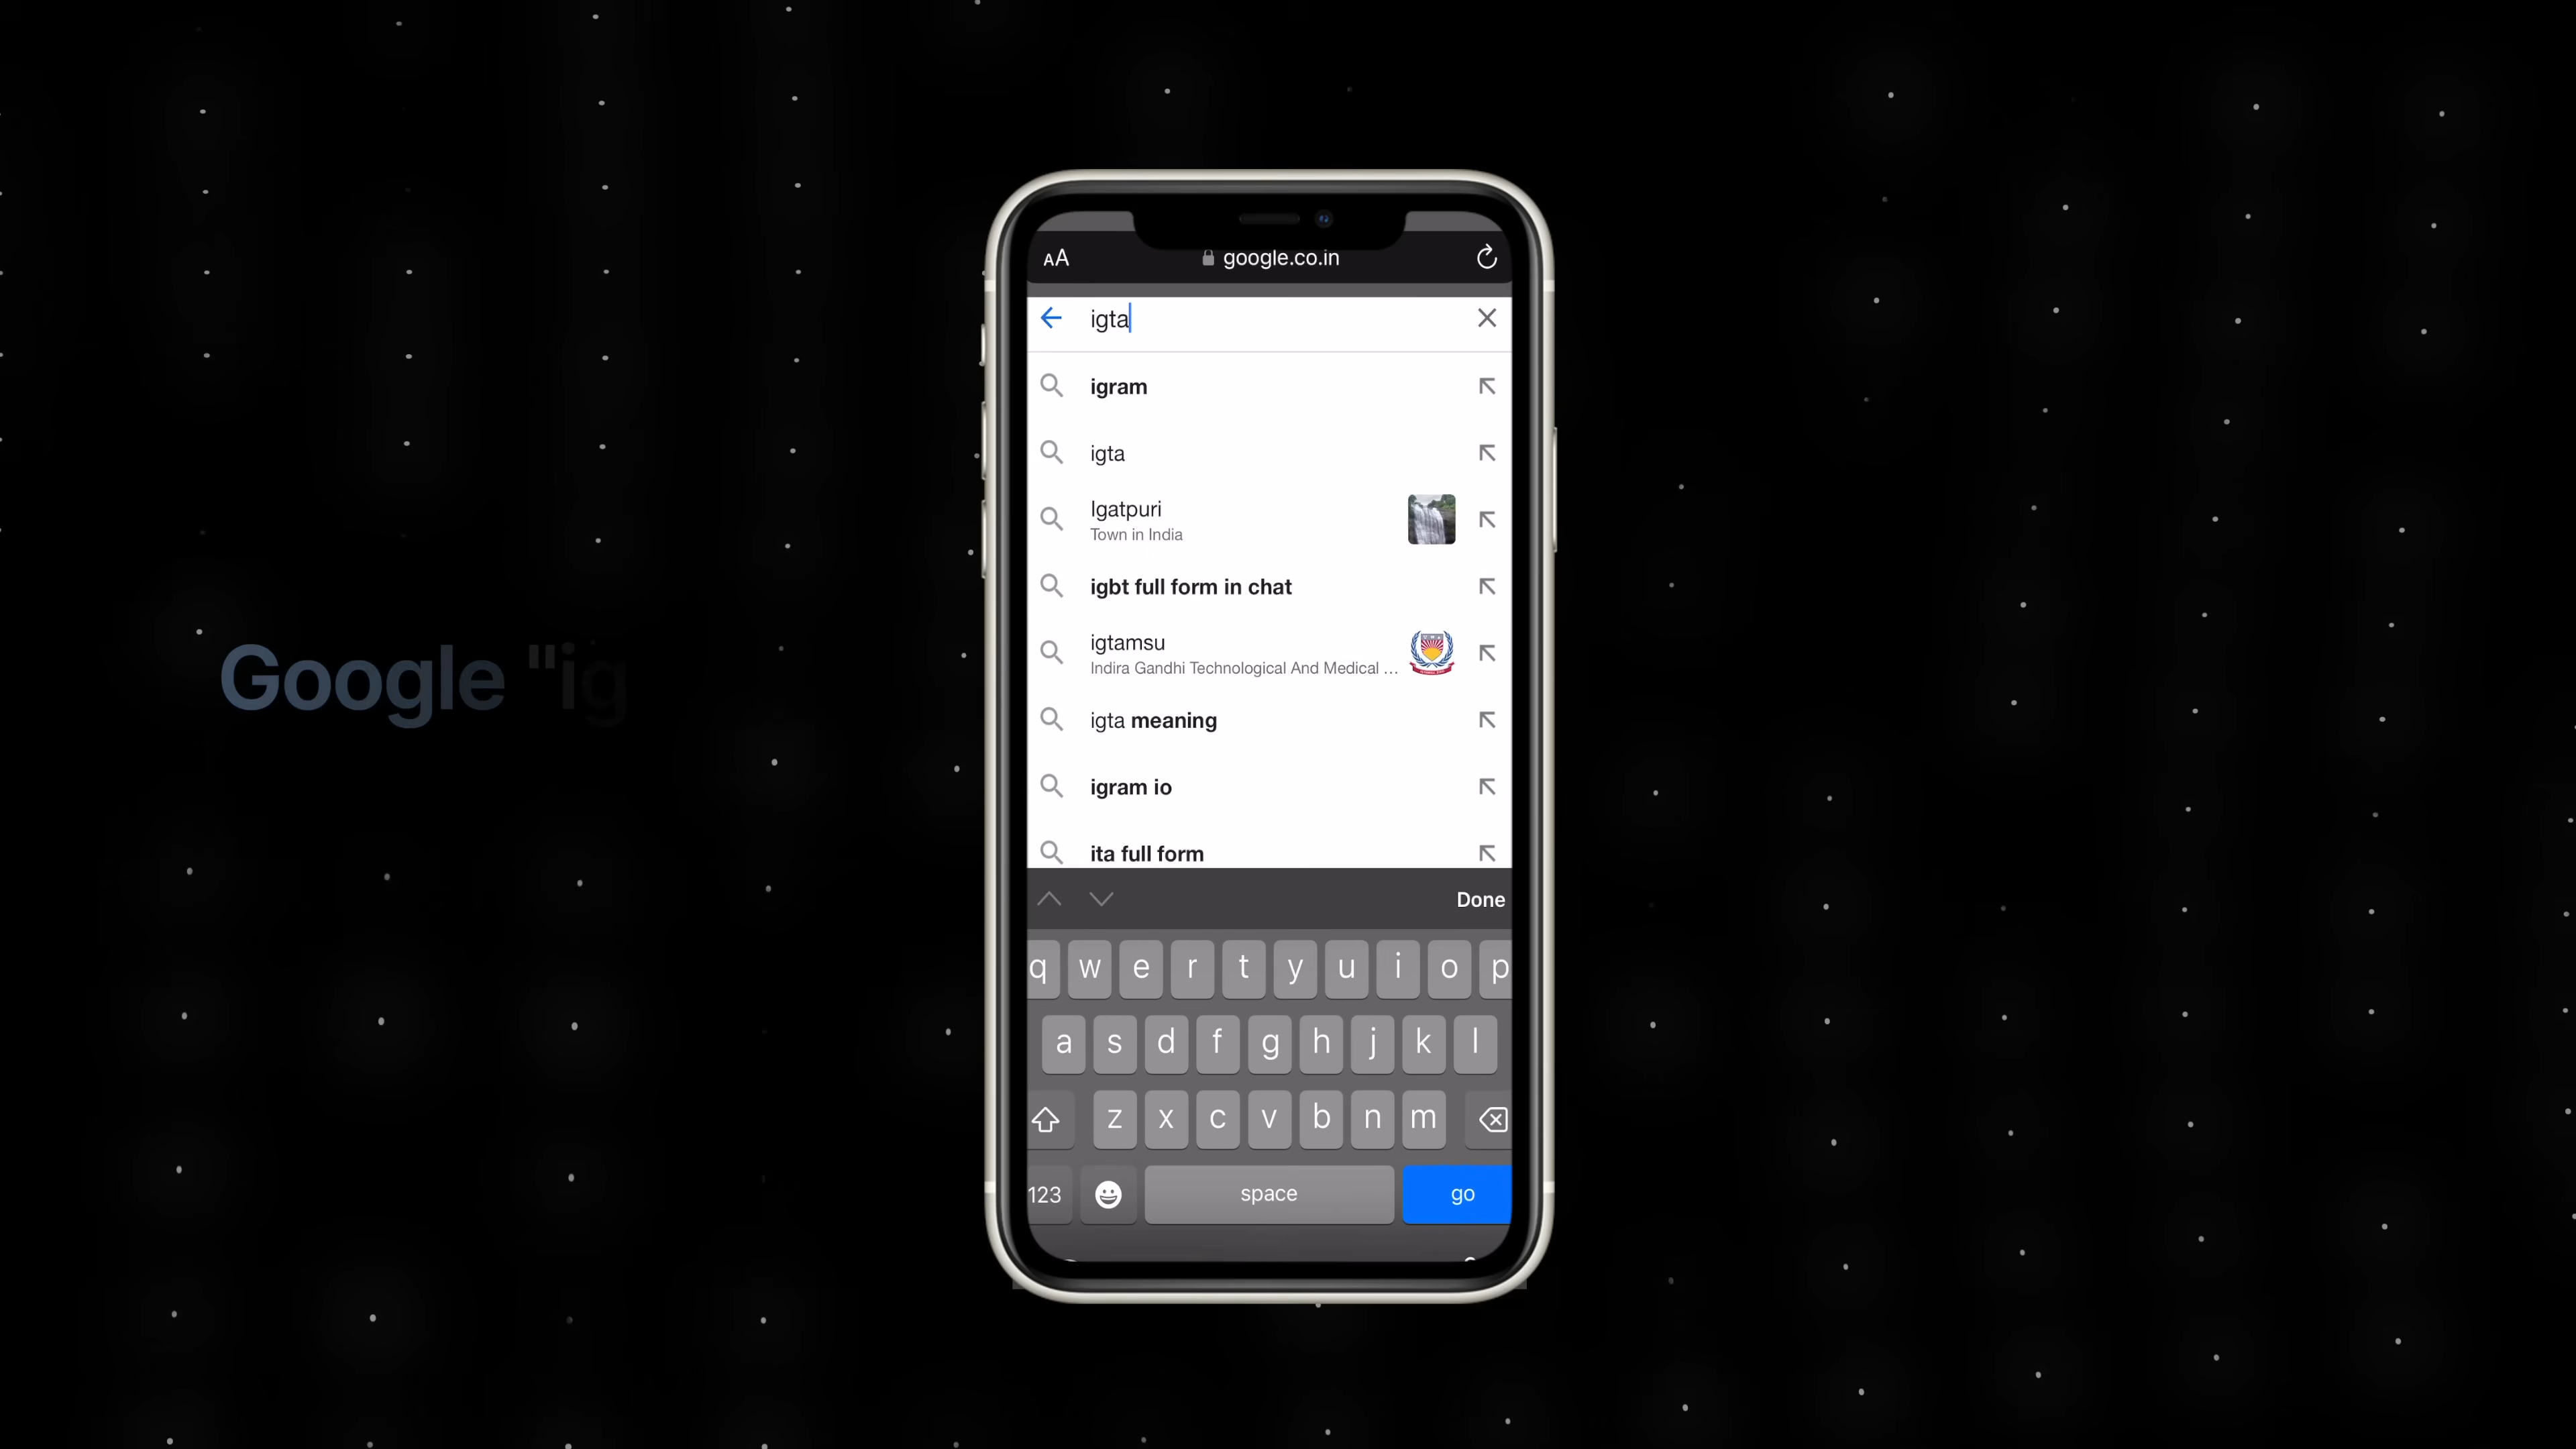 AA google.co.in
igta
igram
igta
Igatpuri
Town in India
igbt full form in chat
igtamsu
Indira Gandhi Technological And Medical ...
igta meaning
igram io
ita full form
Google "ig
Done
q w e r t y u i o p
a s d f g h j k l
z x c v b n m
123 space go